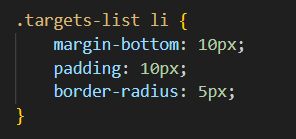 .targets-list li {
    margin-bottom: 10px;
    padding: 10px;
    border-radius: 5px;
}